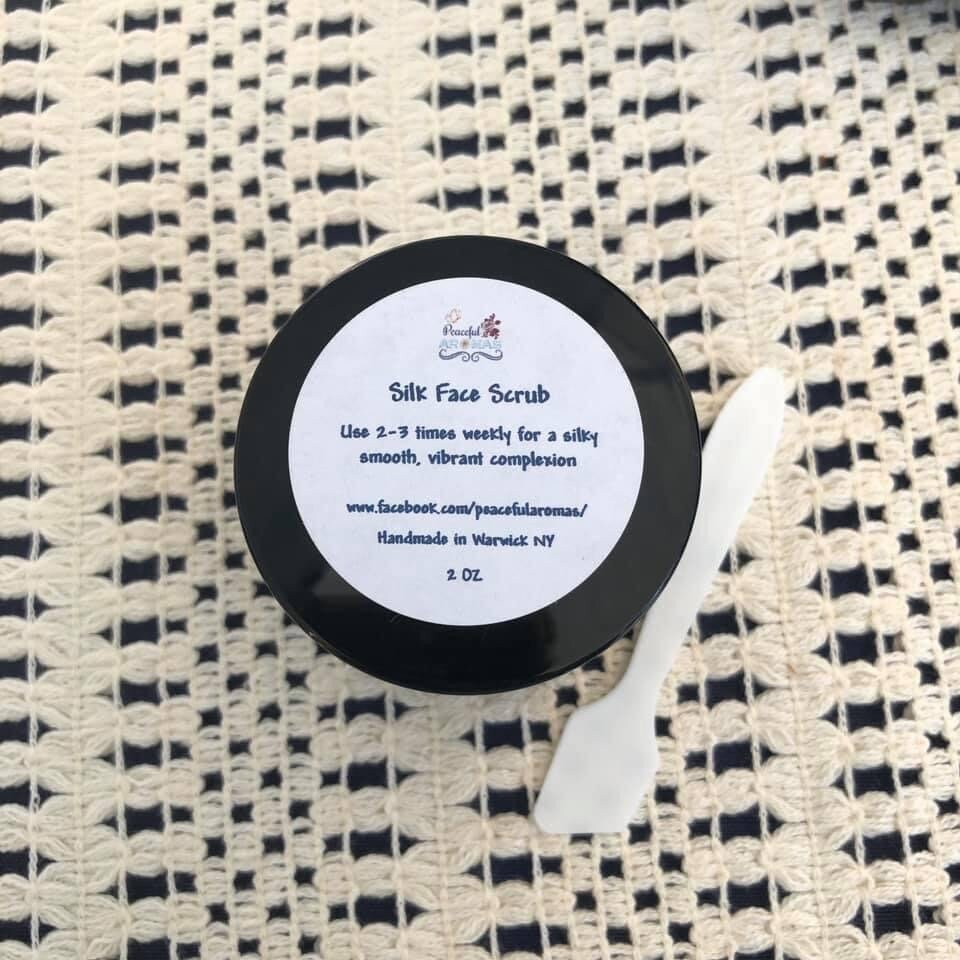 Peaceful
AROMAS
Silk Face Scrub
Use 2-3 times weekly for a silky
smooth, vibrant complexion
www.facebook.com/peacefularomas/
Handmade in Warwick NY
2 OZ